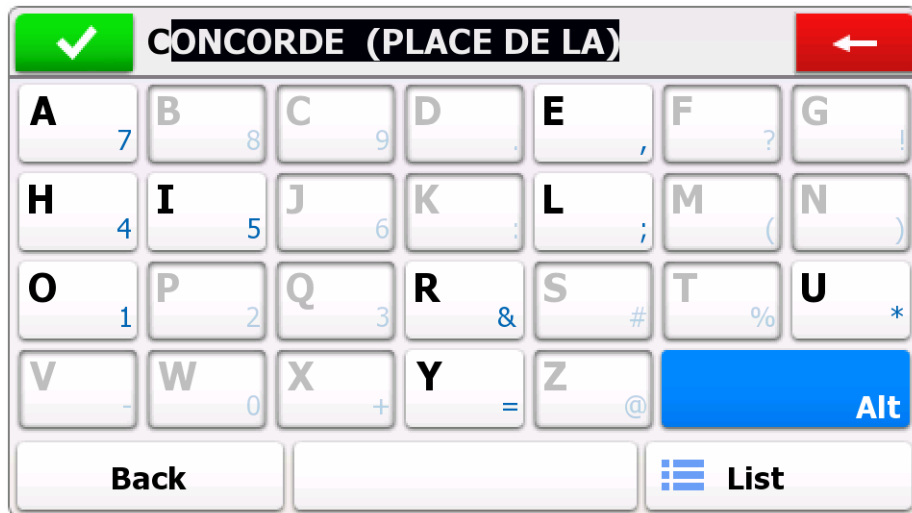 CONCORDE (PLACE DE LA)
A 7 B 8 C 9 D . E , F ? G !
H 4 I 5 J 6 K : L ; M ( N )
O 1 P 2 Q 3 R & S # T % U *
V - W 0 X + Y = Z @ Alt
Back List